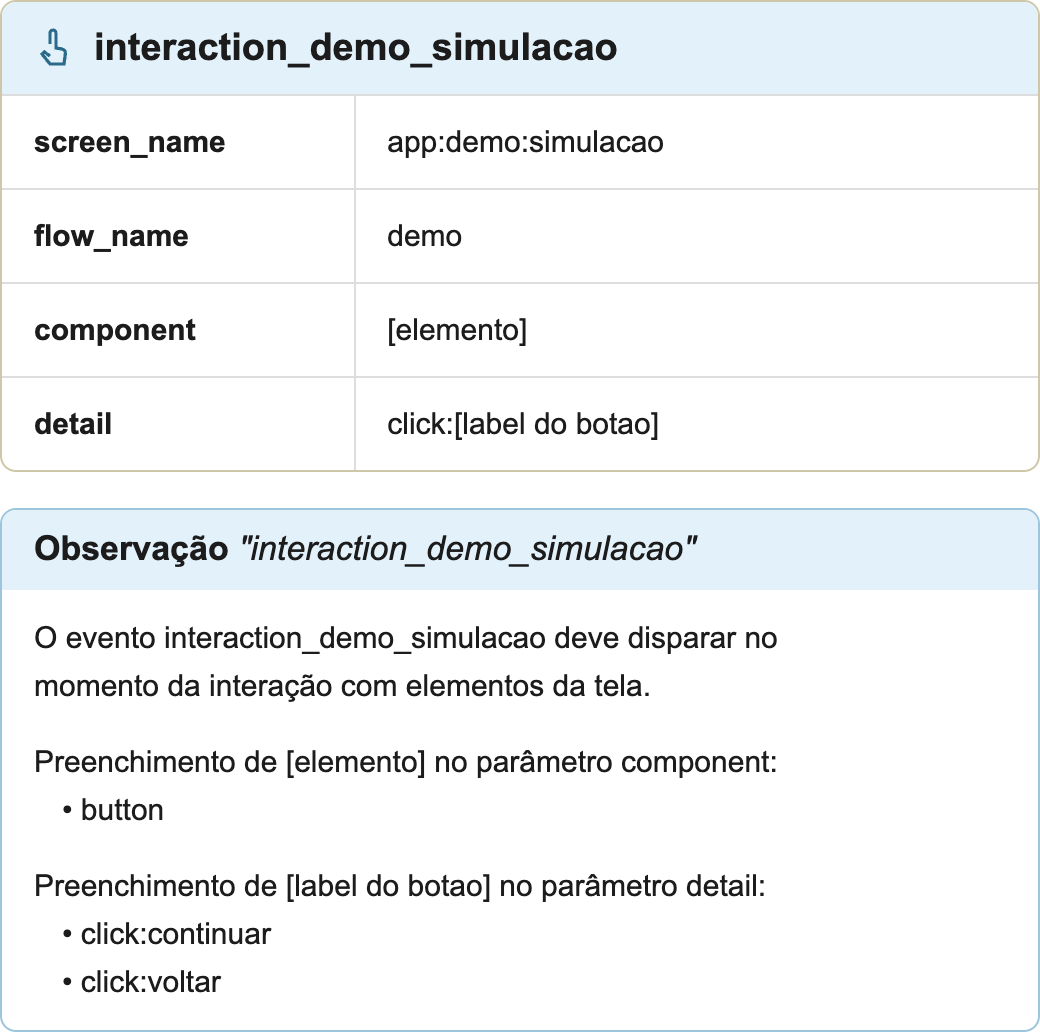 interaction_demo_simulacao
screen_name app:demo:simulacao
flow_name demo
component [elemento]
detail click:[label do botao]
Observação "interaction_demo_simulacao"
O evento interaction_demo_simulacao deve disparar no
momento da interação com elementos da tela.
Preenchimento de [elemento] no parâmetro component:
• button
Preenchimento de [label do botao] no parâmetro detail:
• click:continuar
• click:voltar